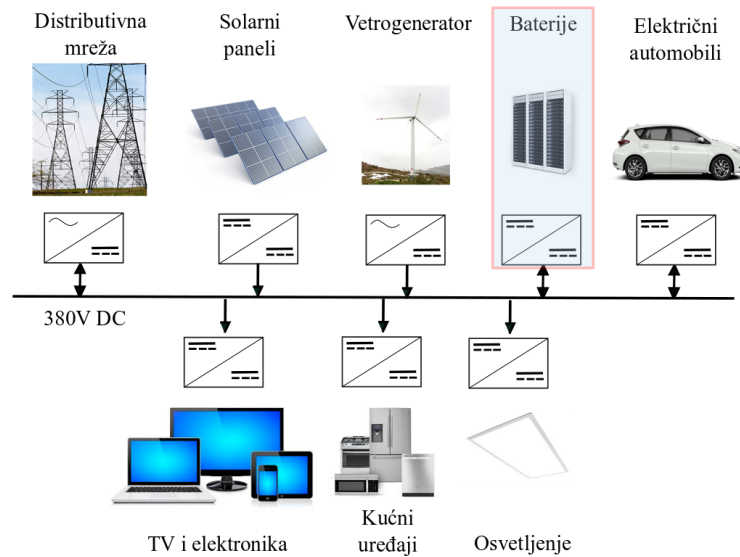 Distributivna
mreža
Solarni
paneli
Vetrogenerator
Baterije
Električni
automobili
380V DC
TV i elektronika
Kućni
uređaji
Osvetljenje